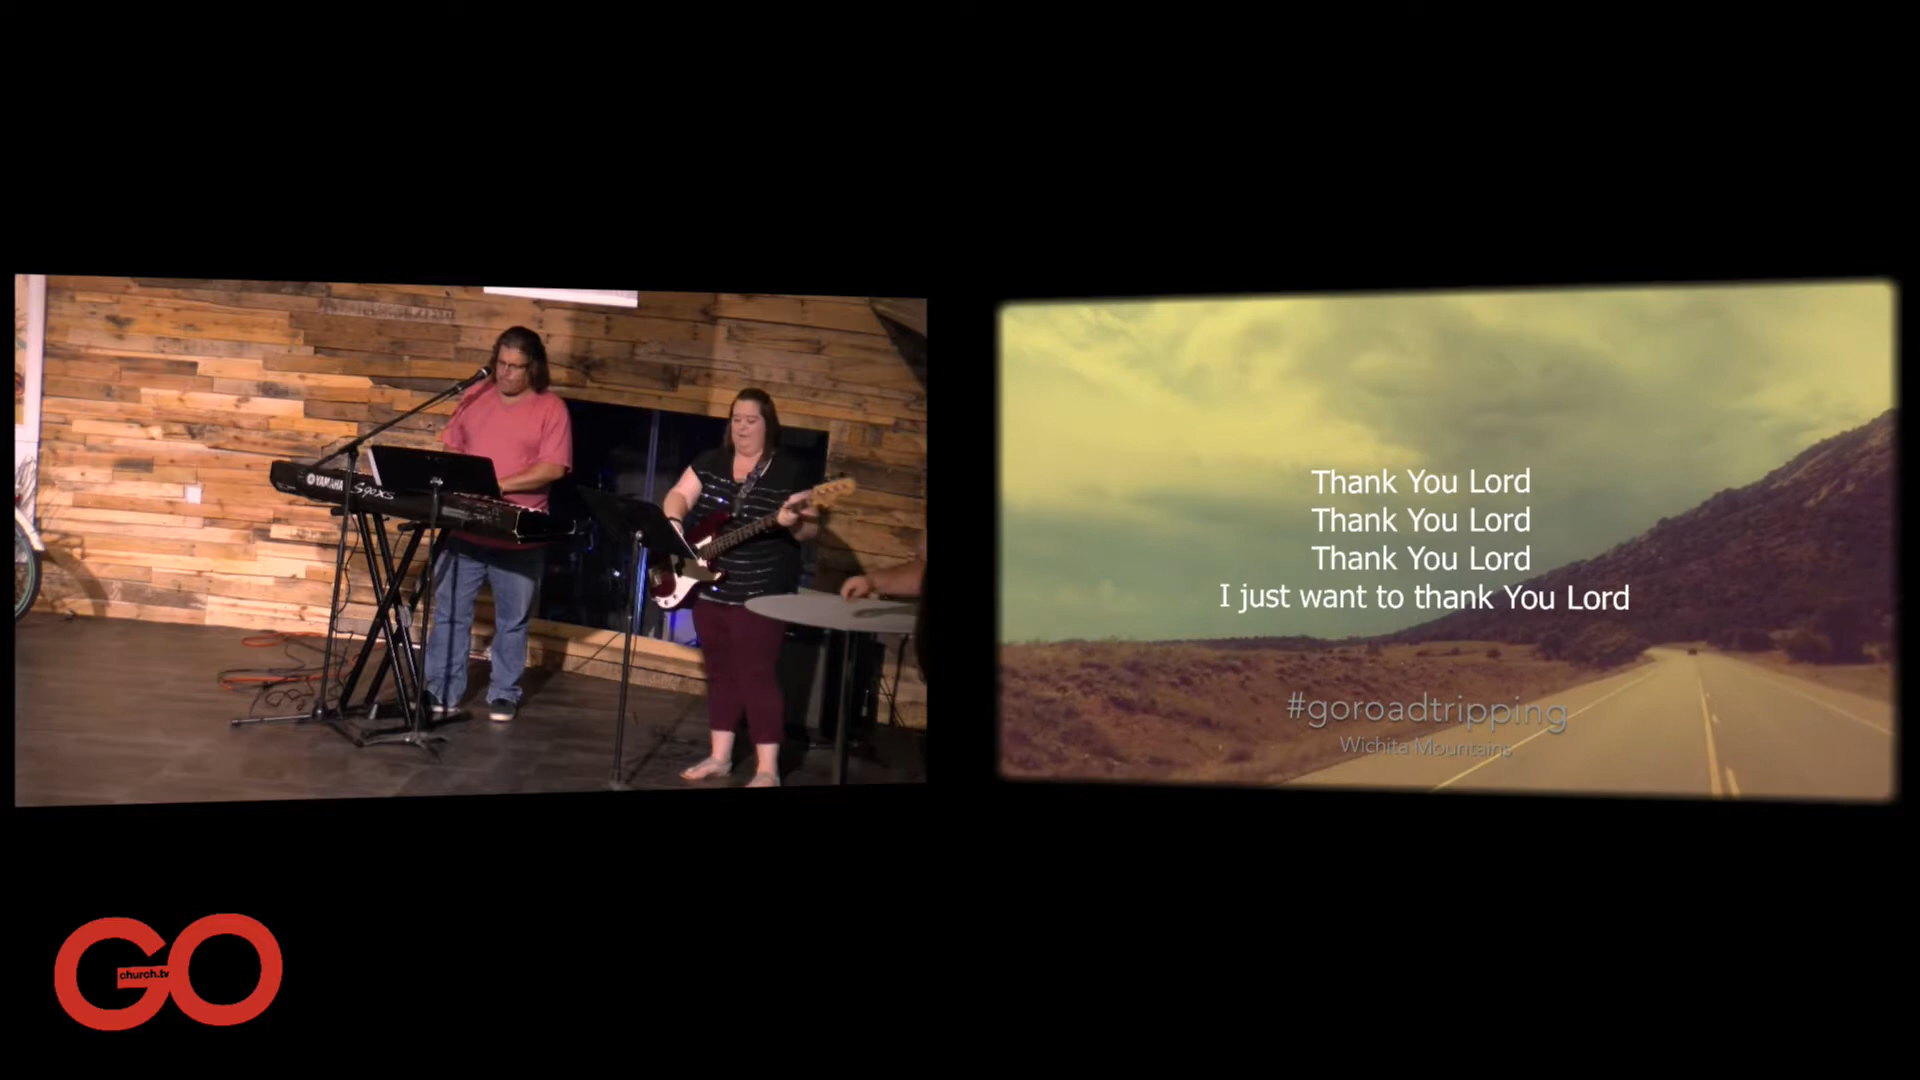 YAMAHA S90XS
Thank You Lord
Thank You Lord
Thank You Lord
I just want to thank You Lord
#goroadtripping
Wichita Mountains
GO
church.tv